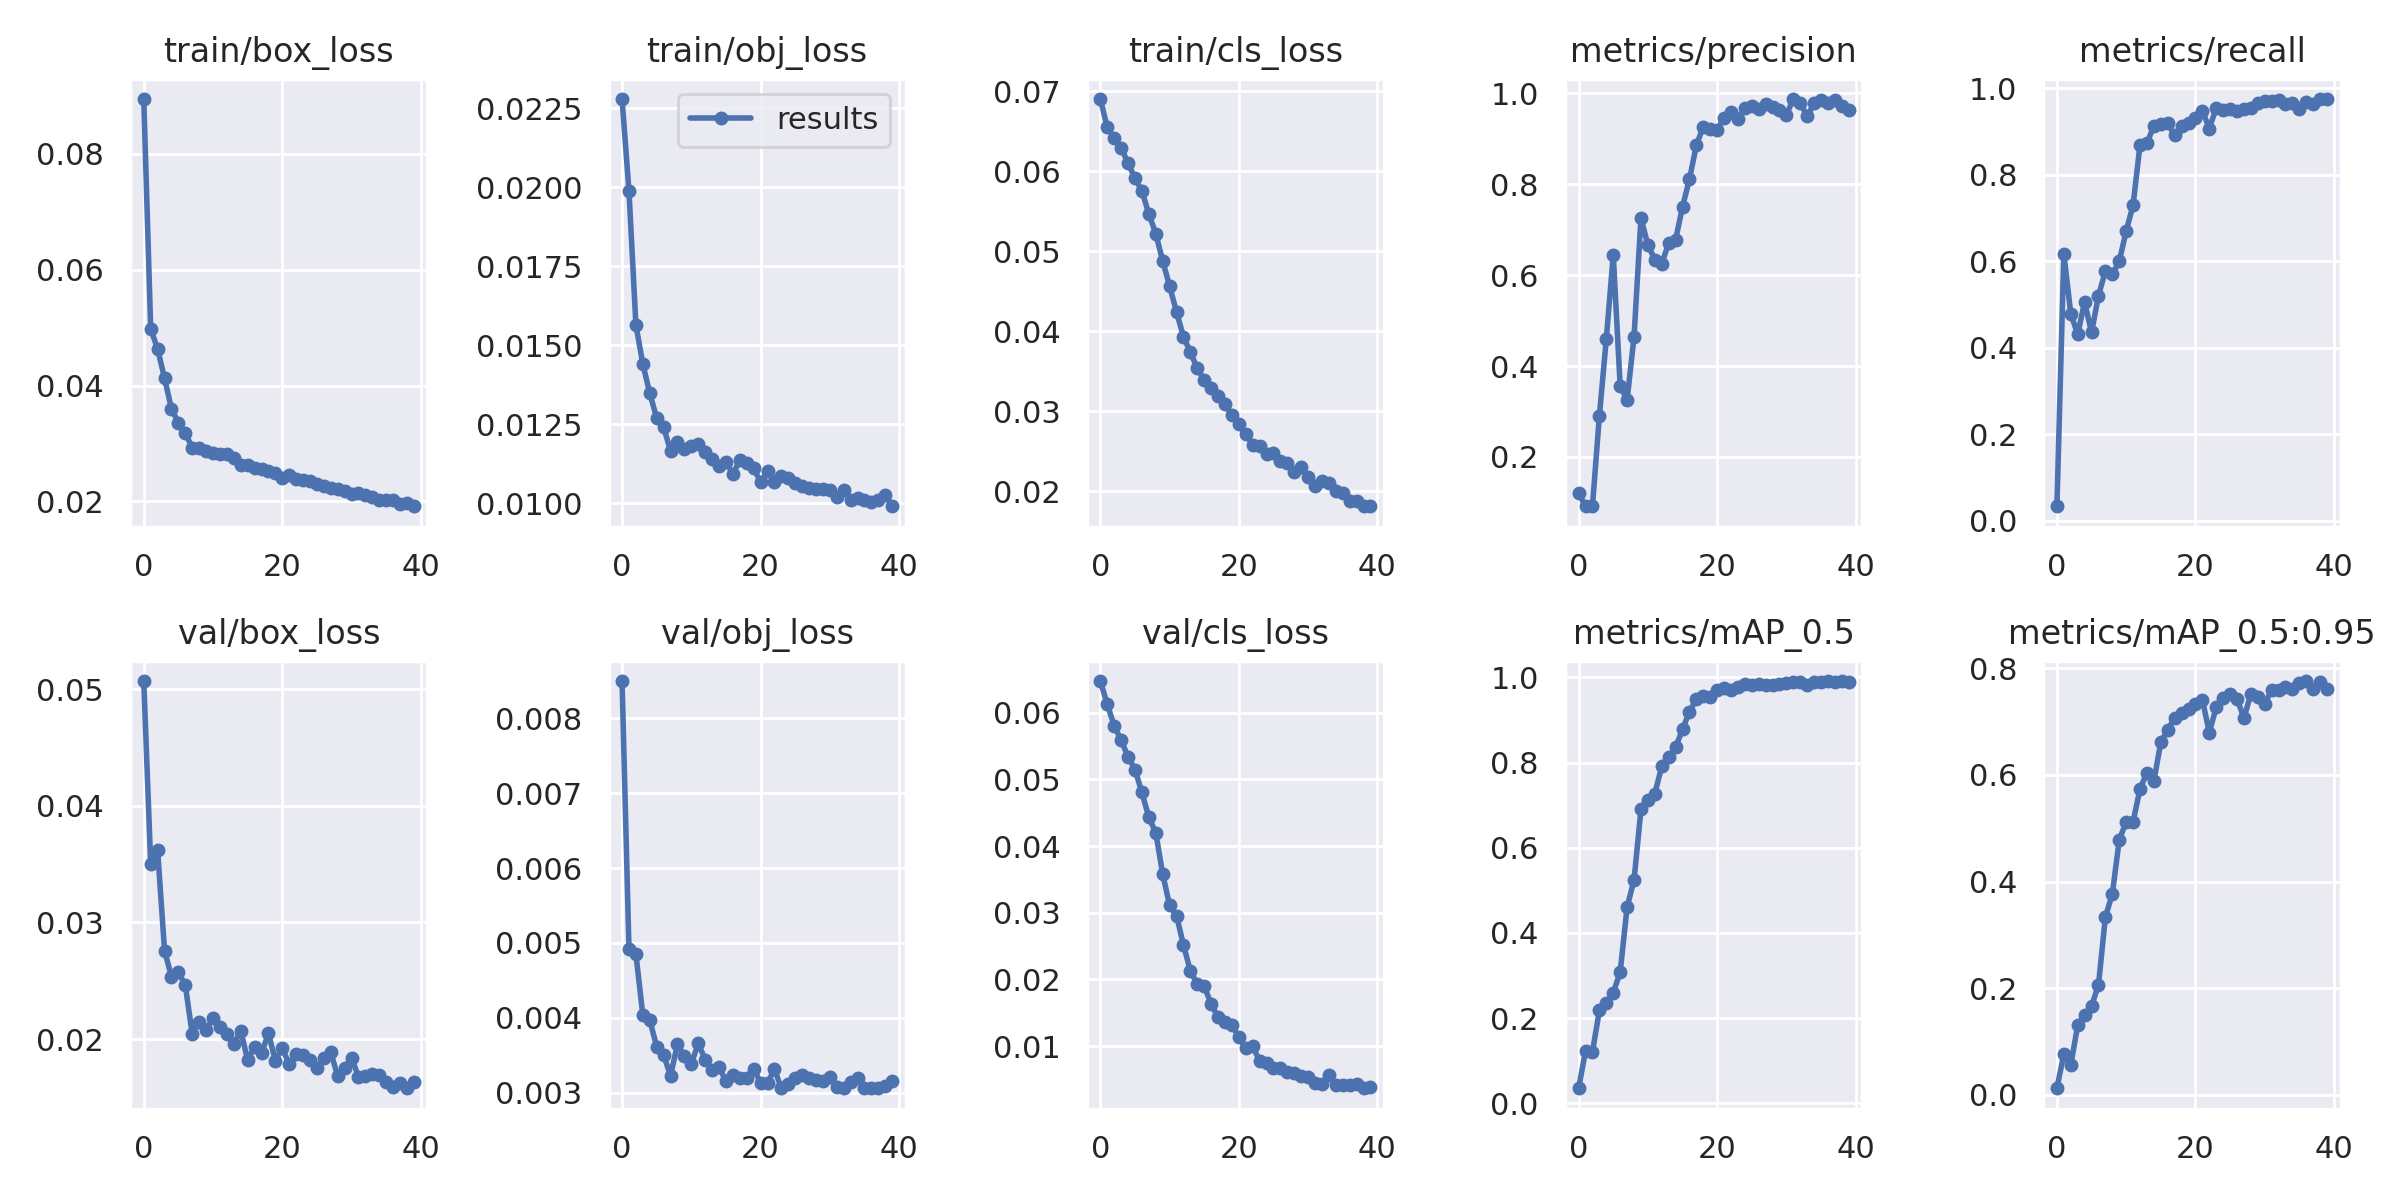 train/box_loss
0.08
0.06
0.04
0.02
0 20 40
train/obj_loss
results
0.0225
0.0200
0.0175
0.0150
0.0125
0.0100
0 20 40
train/cls_loss
0.07
0.06
0.05
0.04
0.03
0.02
0 20 40
metrics/precision
1.0
0.8
0.6
0.4
0.2
0 20 40
metrics/recall
1.0
0.8
0.6
0.4
0.2
0.0
0 20 40
val/box_loss
0.05
0.04
0.03
0.02
0 20 40
val/obj_loss
0.008
0.007
0.006
0.005
0.004
0.003
0 20 40
val/cls_loss
0.06
0.05
0.04
0.03
0.02
0.01
0 20 40
metrics/mAP_0.5
1.0
0.8
0.6
0.4
0.2
0.0
0 20 40
metrics/mAP_0.5:0.95
0.8
0.6
0.4
0.2
0.0
0 20 40